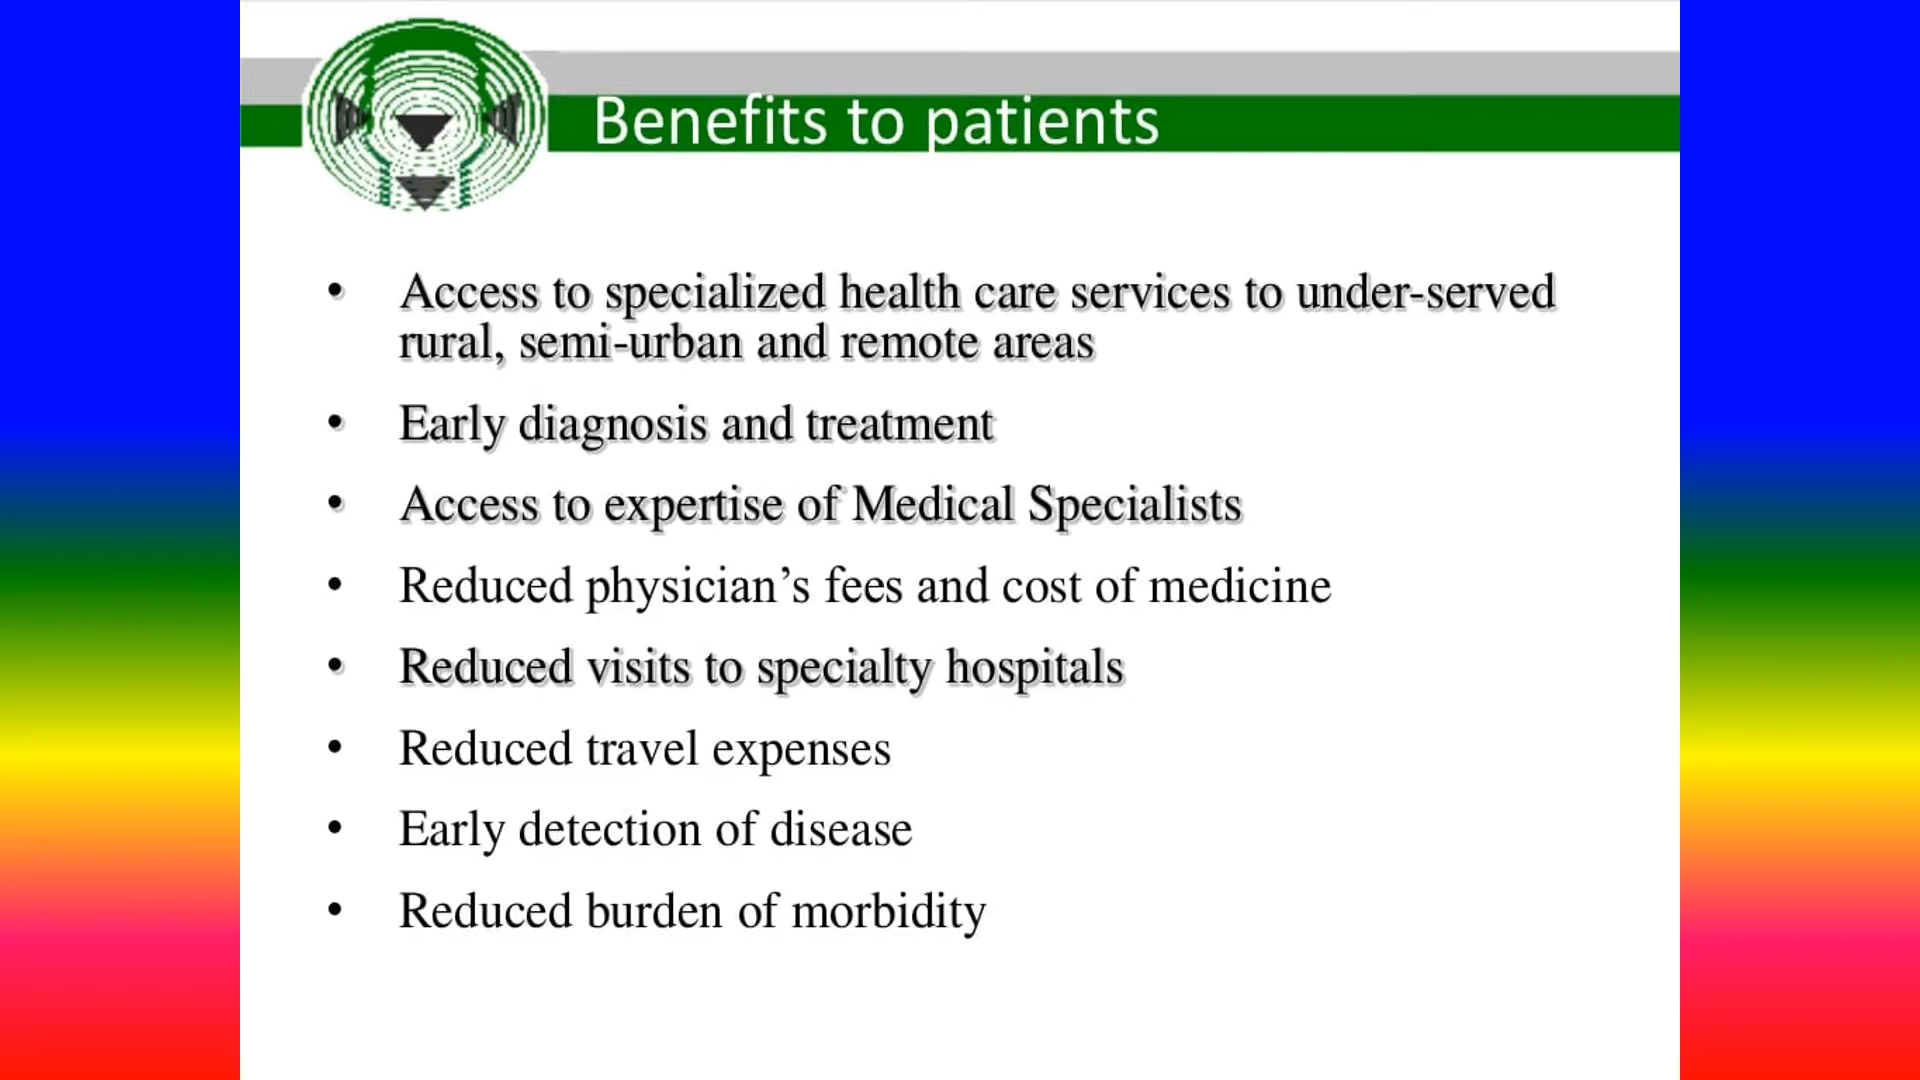 Benefits to patients
• Access to specialized health care services to under-served
rural, semi-urban and remote areas
• Early diagnosis and treatment
• Access to expertise of Medical Specialists
• Reduced physician’s fees and cost of medicine
• Reduced visits to specialty hospitals
• Reduced travel expenses
• Early detection of disease
• Reduced burden of morbidity